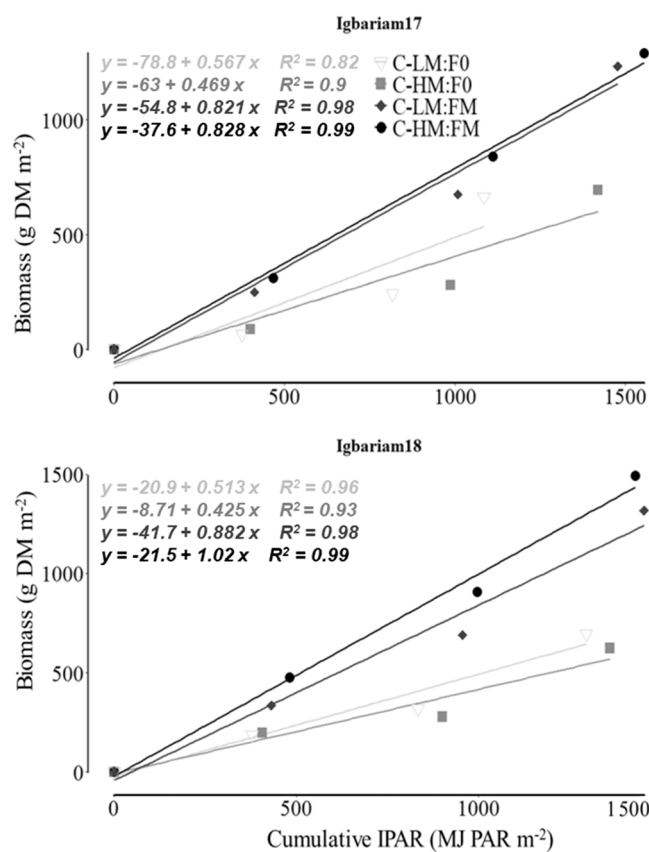 Igbariam17
y = -78.8 + 0.567 x R² = 0.82 C-LM:F0
y = -63 + 0.469 x R² = 0.9 C-HM:F0
y = -54.8 + 0.821 x R² = 0.98 C-LM:FM
y = -37.6 + 0.828 x R² = 0.99 C-HM:FM
1000
500
0
Biomass (g DM m⁻²)
0 500 1000 1500
Igbariam18
1500
y = -20.9 + 0.513 x R² = 0.96
y = -8.71 + 0.425 x R² = 0.93
y = -41.7 + 0.882 x R² = 0.98
y = -21.5 + 1.02 x R² = 0.99
1000
500
0
Biomass (g DM m⁻²)
0 500 1000 1500
Cumulative IPAR (MJ PAR m⁻²)